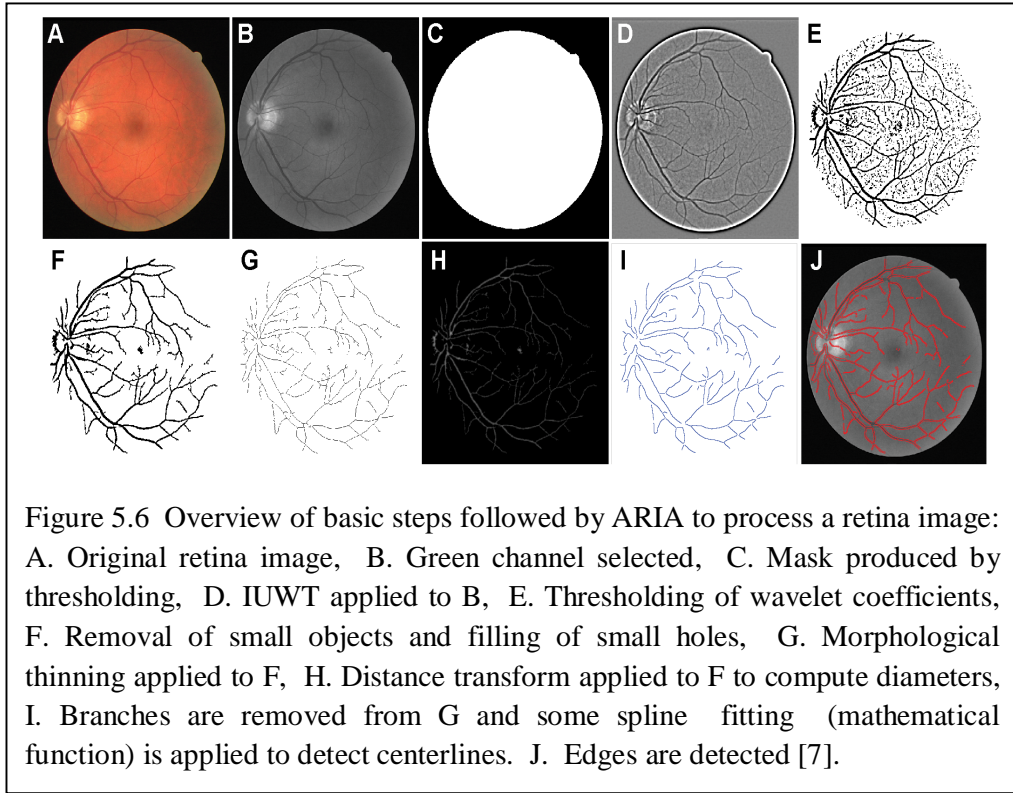 A B C D E
F G H I J
Figure 5.6 Overview of basic steps followed by ARIA to process a retina image:
A. Original retina image, B. Green channel selected, C. Mask produced by
thresholding, D. IUWT applied to B, E. Thresholding of wavelet coefficients,
F. Removal of small objects and filling of small holes, G. Morphological
thinning applied to F, H. Distance transform applied to F to compute diameters,
I. Branches are removed from G and some spline fitting (mathematical
function) is applied to detect centerlines. J. Edges are detected [7].